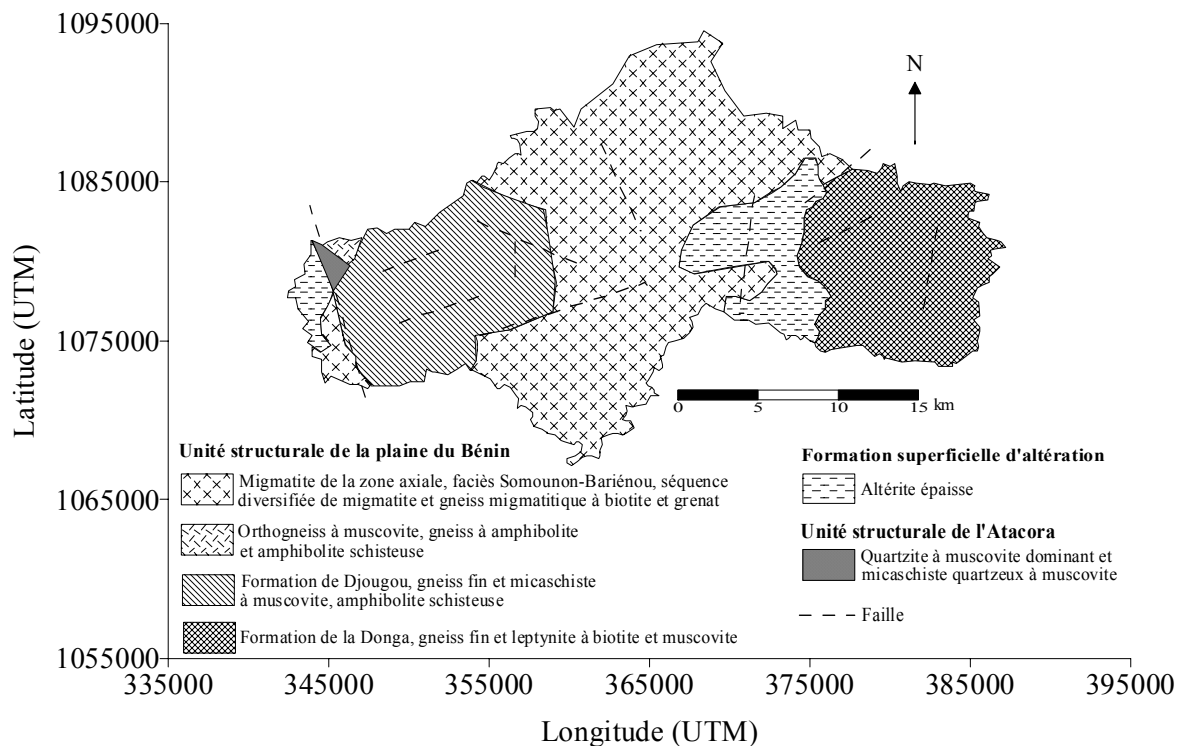 1095000
1085000
1075000
1065000
1055000
Latitude (UTM)
N
0 5 10 15 km
Unité structurale de la plaine du Bénin
Migmatite de la zone axiale, faciès Somounon-Bariénou, séquence
diversifiée de migmatite et gneiss migmatitique à biotite et grenat
Orthogneiss à muscovite, gneiss à amphibolite
et amphibolite schisteuse
Formation de Djougou, gneiss fin et micaschiste
à muscovite, amphibolite schisteuse
Formation de la Donga, gneiss fin et leptynite à biotite et muscovite
Formation superficielle d'altération
Altérite épaisse
Unité structurale de l'Atacora
Quartzite à muscovite dominant et
micaschiste quartzeux à muscovite
Faille
335000 345000 355000 365000 375000 385000 395000
Longitude (UTM)